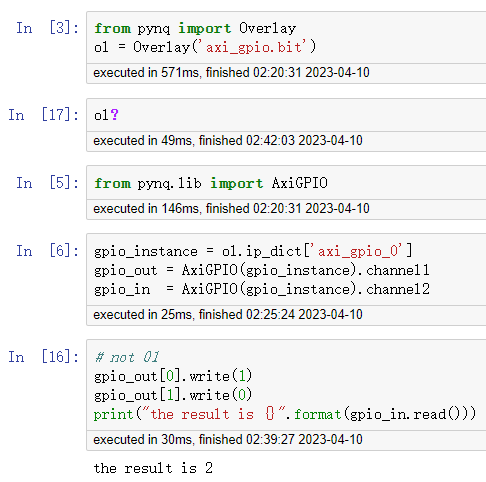 In [3]: from pynq import Overlay
ol = Overlay('axi_gpio.bit')
executed in 571ms, finished 02:20:31 2023-04-10
In [17]: ol?
executed in 49ms, finished 02:42:03 2023-04-10
In [5]: from pynq.lib import AxiGPIO
executed in 146ms, finished 02:20:31 2023-04-10
In [6]: gpio_instance = ol.ip_dict['axi_gpio_0']
gpio_out = AxiGPIO(gpio_instance).channel1
gpio_in  = AxiGPIO(gpio_instance).channel2
executed in 25ms, finished 02:25:24 2023-04-10
In [16]: # not 01
gpio_out[0].write(1)
gpio_out[1].write(0)
print("the result is {}".format(gpio_in.read()))
executed in 30ms, finished 02:39:27 2023-04-10
the result is 2